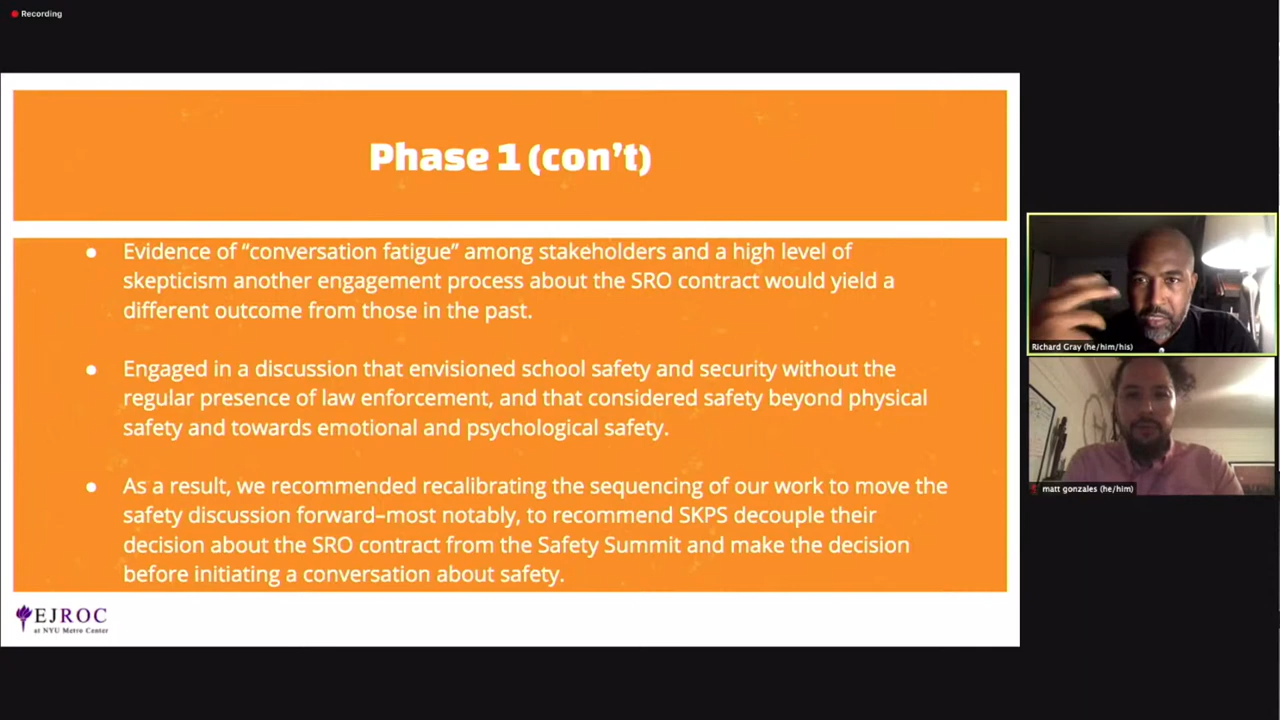 Recording
Phase 1 (con’t)
● Evidence of “conversation fatigue” among stakeholders and a high level of
skepticism another engagement process about the SRO contract would yield a
different outcome from those in the past.
● Engaged in a discussion that envisioned school safety and security without the
regular presence of law enforcement, and that considered safety beyond physical
safety and towards emotional and psychological safety.
● As a result, we recommended recalibrating the sequencing of our work to move the
safety discussion forward–most notably, to recommend SKPS decouple their
decision about the SRO contract from the Safety Summit and make the decision
before initiating a conversation about safety.
EJROC
at NYU Metro Center
Richard Gray (he/him/his)
matt gonzales (he/him)